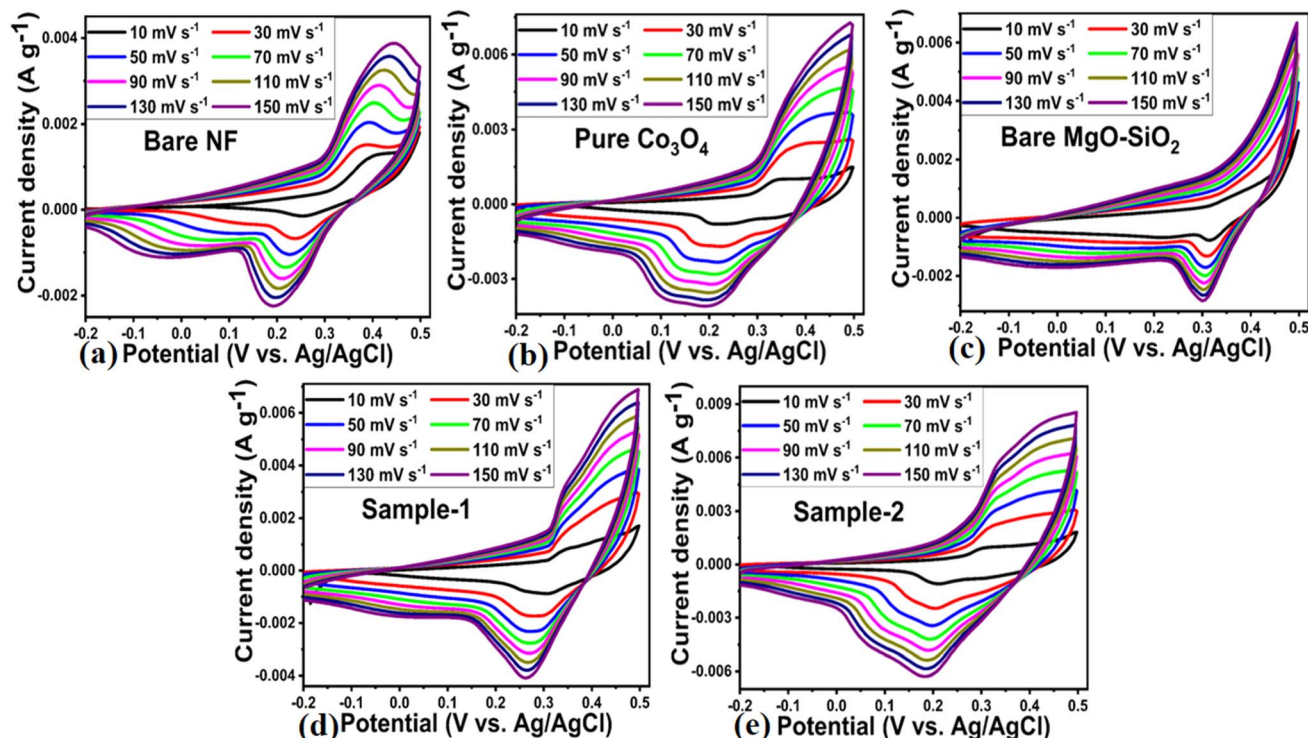 Current density (A g-1)
0.004
0.002
0.000
-0.002
10 mV s-1 30 mV s-1
50 mV s-1 70 mV s-1
90 mV s-1 110 mV s-1
130 mV s-1 150 mV s-1
Bare NF
-0.2 -0.1 0.0 0.1 0.2 0.3 0.4 0.5
(a) Potential (V vs. Ag/AgCl)
Current density (A g-1)
0.006
0.003
0.000
-0.003
10 mV s-1 30 mV s-1
50 mV s-1 70 mV s-1
90 mV s-1 110 mV s-1
130 mV s-1 150 mV s-1
Pure Co3O4
-0.2 -0.1 0.0 0.1 0.2 0.3 0.4 0.5
(b) Potential (V vs. Ag/AgCl)
Current density (A g-1)
0.006
0.004
0.002
0.000
-0.002
10 mV s-1 30 mV s-1
50 mV s-1 70 mV s-1
90 mV s-1 110 mV s-1
130 mV s-1 150 mV s-1
Bare MgO-SiO2
-0.2 -0.1 0.0 0.1 0.2 0.3 0.4 0.5
(c) Potential (V vs. Ag/AgCl)
Current density (A g-1)
0.006
0.004
0.002
0.000
-0.002
-0.004
10 mV s-1 30 mV s-1
50 mV s-1 70 mV s-1
90 mV s-1 110 mV s-1
130 mV s-1 150 mV s-1
Sample-1
-0.2 -0.1 0.0 0.1 0.2 0.3 0.4 0.5
(d) Potential (V vs. Ag/AgCl)
Current density (A g-1)
0.009
0.006
0.003
0.000
-0.003
-0.006
10 mV s-1 30 mV s-1
50 mV s-1 70 mV s-1
90 mV s-1 110 mV s-1
130 mV s-1 150 mV s-1
Sample-2
-0.2 -0.1 0.0 0.1 0.2 0.3 0.4 0.5
(e) Potential (V vs. Ag/AgCl)